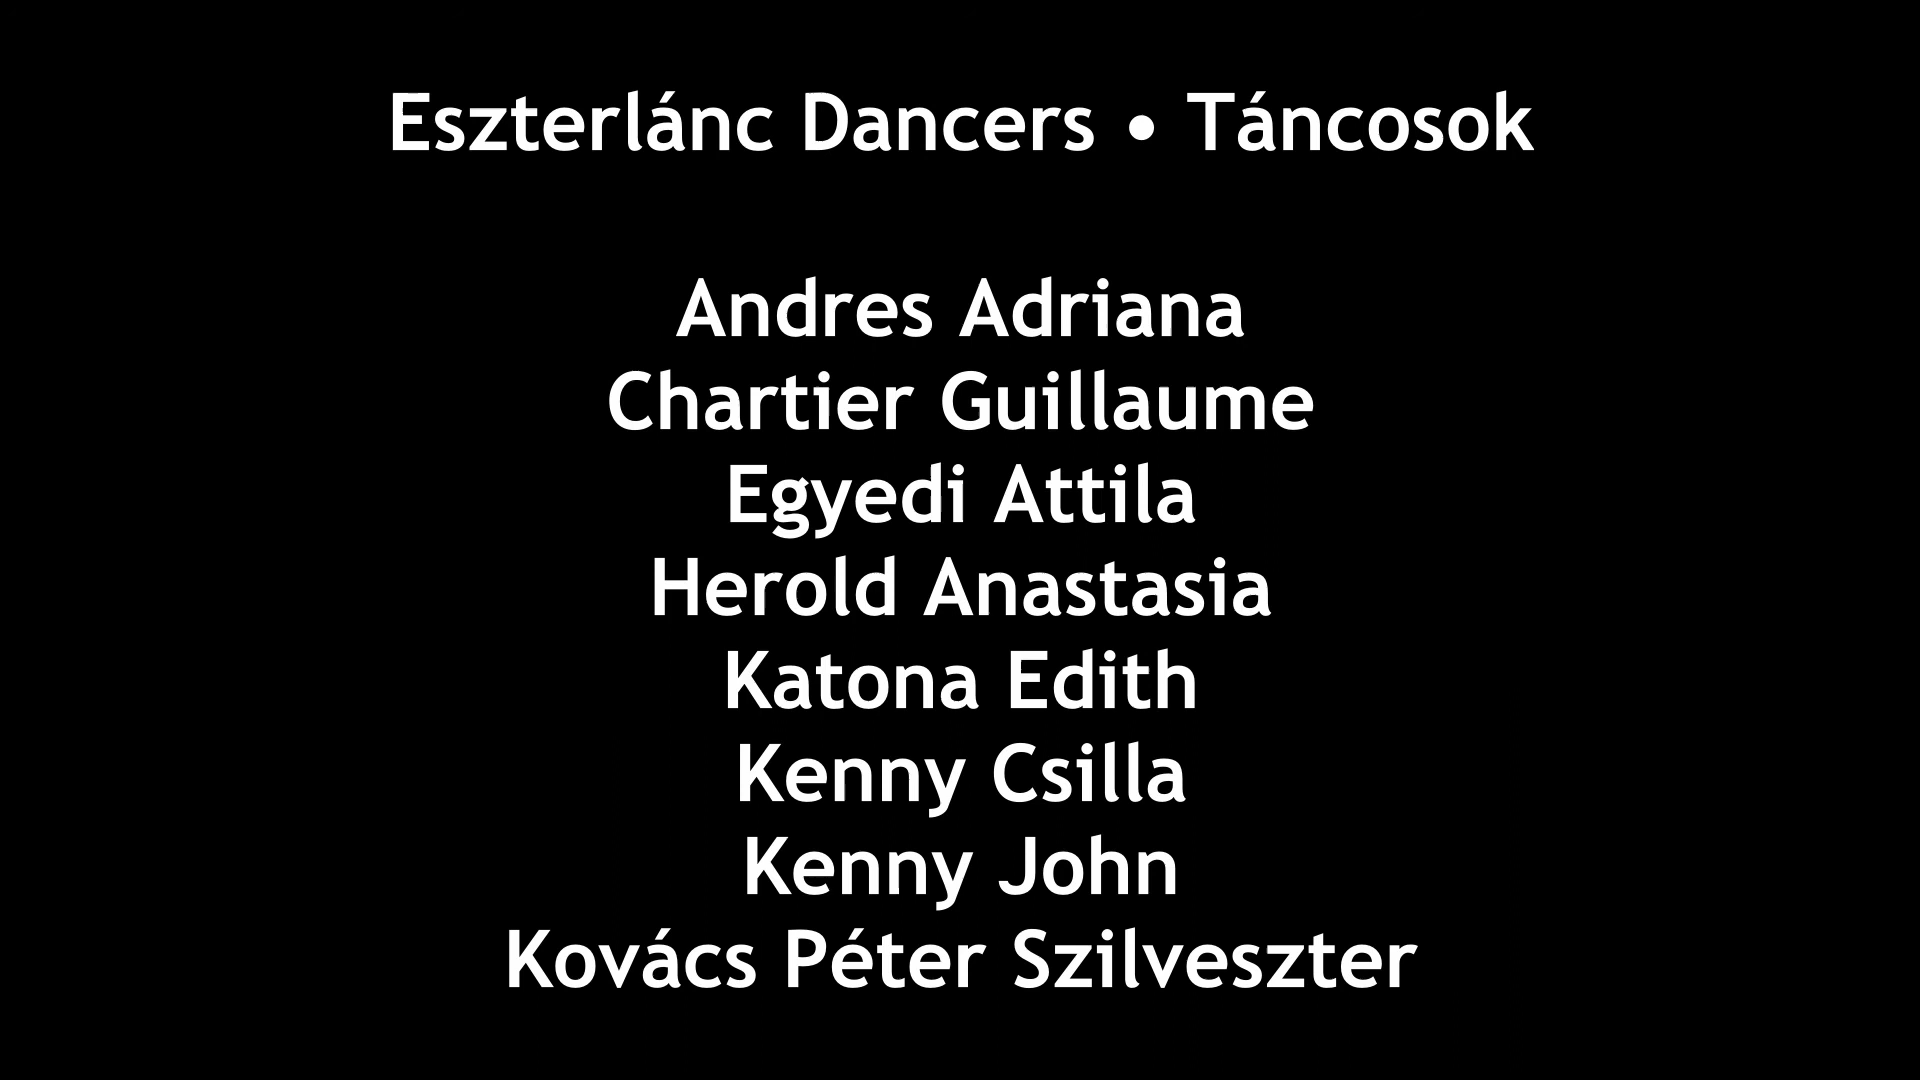 Eszterlánc Dancers • Táncosok
Andres Adriana
Chartier Guillaume
Egyedi Attila
Herold Anastasia
Katona Edith
Kenny Csilla
Kenny John
Kovács Péter Szilveszter